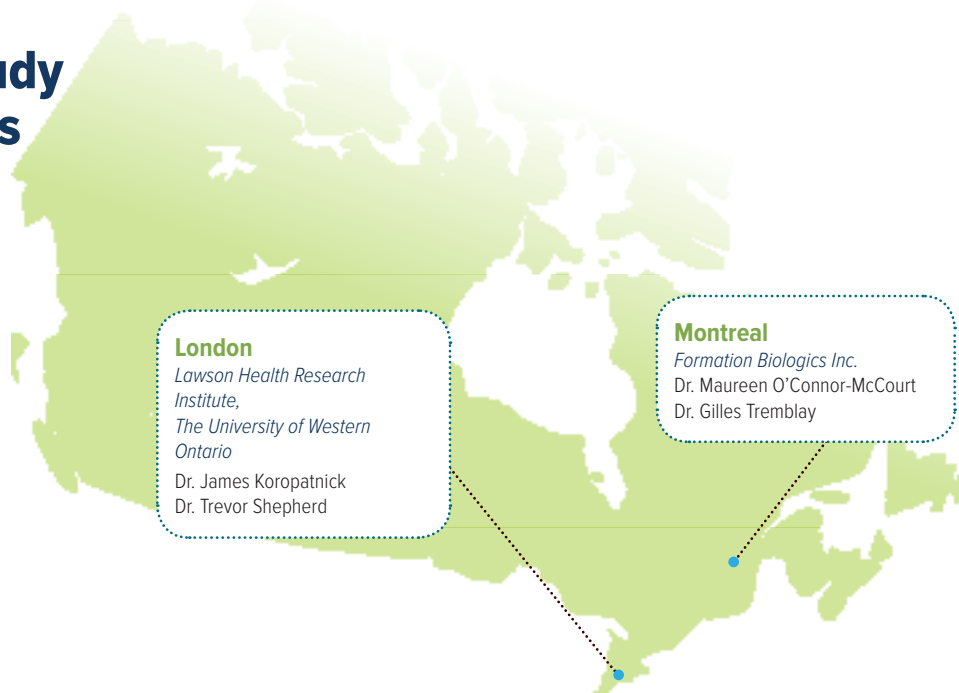 London
Lawson Health Research
Institute,
The University of Western
Ontario
Dr. James Koropatnick
Dr. Trevor Shepherd
Montreal
Formation Biologics Inc.
Dr. Maureen O'Connor-McCourt
Dr. Gilles Tremblay